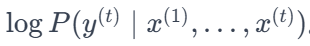 log P(y^{(t)} | x^{(1)}, . . . , x^{(t)}).